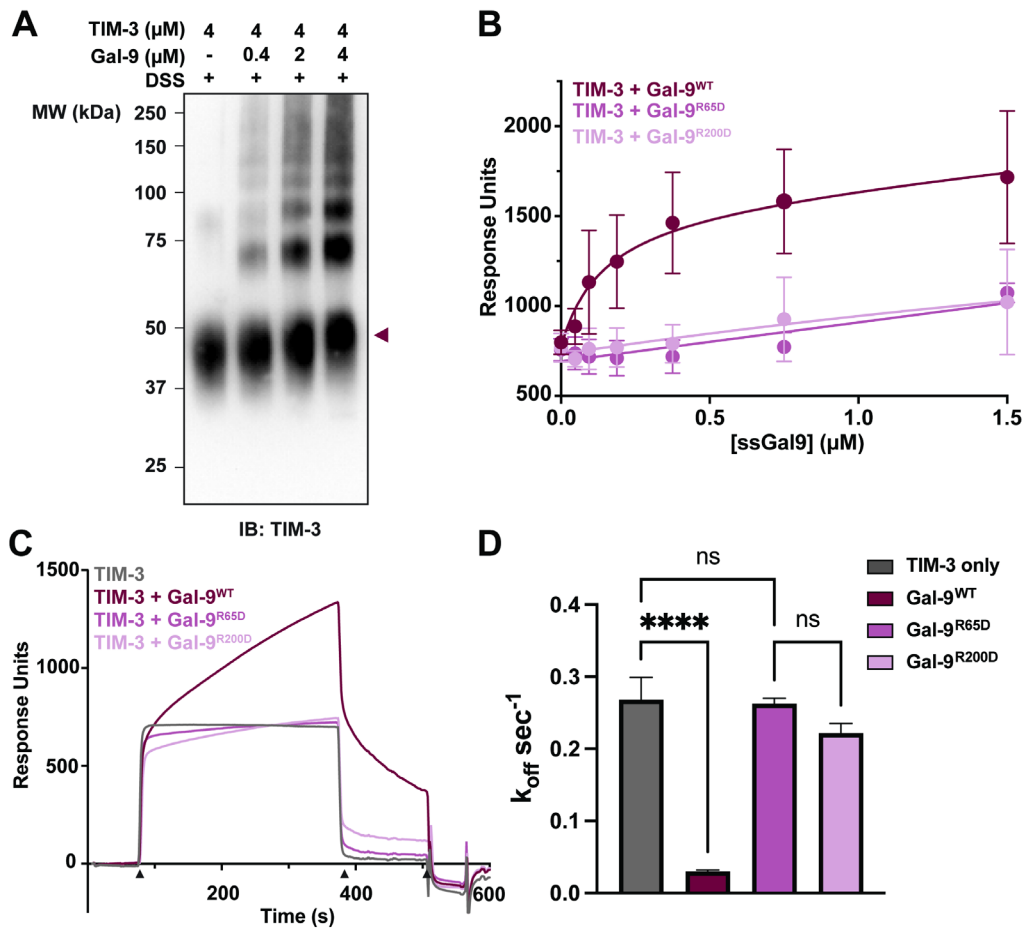 A
TIM-3 (µM) 4 4 4 4
Gal-9 (µM) - 0.4 2 4
DSS + + + +
MW (kDa)
250
150
100
75
50
37
25
IB: TIM-3
B
TIM-3 + Gal-9WT
TIM-3 + Gal-9R65D
TIM-3 + Gal-9R200D
Response Units
2000
1500
1000
500
0.0 0.5 1.0 1.5
[ssGal9] (µM)
C
TIM-3
TIM-3 + Gal-9WT
TIM-3 + Gal-9R65D
TIM-3 + Gal-9R200D
Response Units
1500
1000
500
0
200 400 600
Time (s)
D
ns
****
ns
koff sec-1
0.4
0.3
0.2
0.1
0.0
TIM-3 only
Gal-9WT
Gal-9R65D
Gal-9R200D